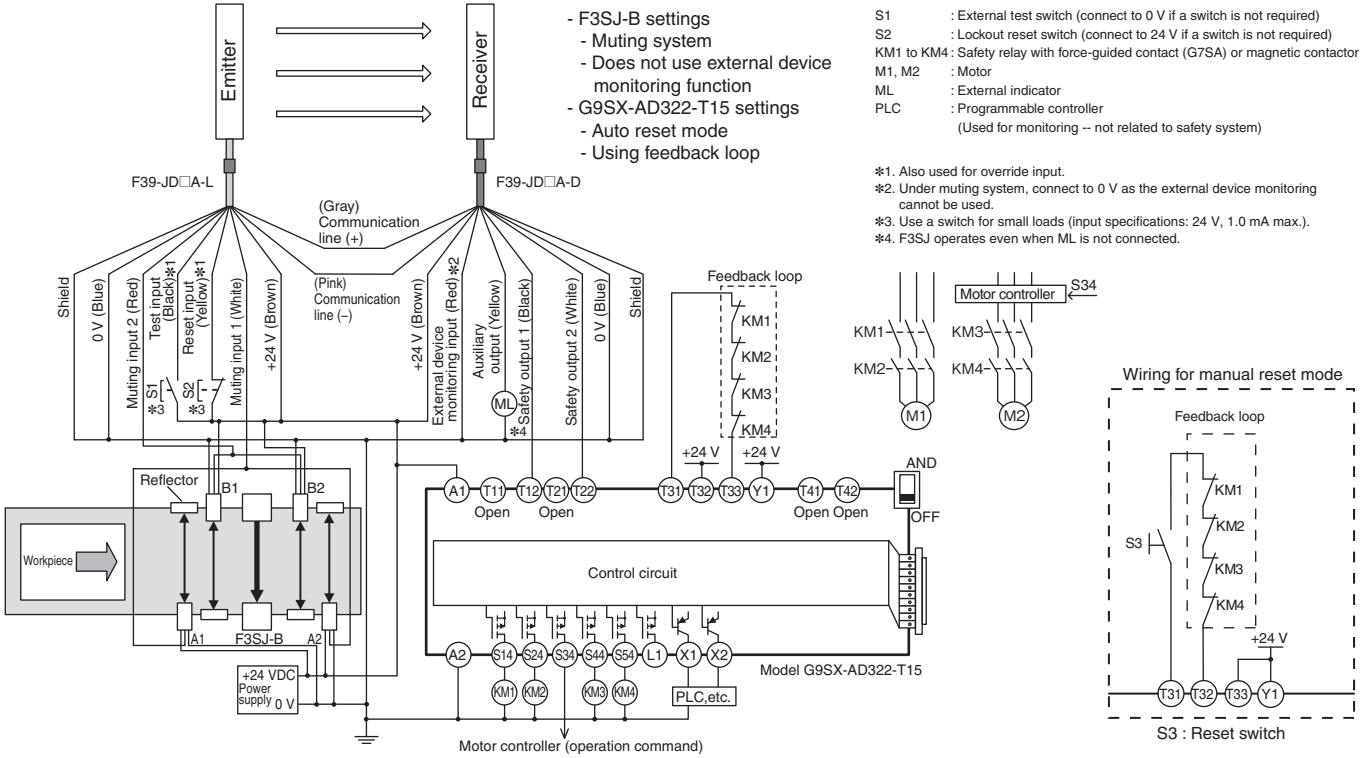 Emitter
Receiver
F39-JD□A-L
F39-JD□A-D
- F3SJ-B settings
- Muting system
- Does not use external device
monitoring function
- G9SX-AD322-T15 settings
- Auto reset mode
- Using feedback loop
S1 : External test switch (connect to 0 V if a switch is not required)
S2 : Lockout reset switch (connect to 24 V if a switch is not required)
KM1 to KM4 : Safety relay with force-guided contact (G7SA) or magnetic contactor
M1, M2 : Motor
ML : External indicator
PLC : Programmable controller
(Used for monitoring -- not related to safety system)
*1. Also used for override input.
*2. Under muting system, connect to 0 V as the external device monitoring
cannot be used.
*3. Use a switch for small loads (input specifications: 24 V, 1.0 mA max.).
*4. F3SJ operates even when ML is not connected.
(Gray)
Communication
line (+)
(Pink)
Communication
line (−)
Shield
0 V (Blue)
Muting input 2 (Red)
Test input
(Black)*1
Reset input
(Yellow)*1
Muting input 1 (White)
+24 V (Brown)
S1
*3
S2
*3
+24 V (Brown)
External device
monitoring input (Red)*2
Auxiliary
output (Yellow)
Safety output 1 (Black)
Safety output 2 (White)
0 V (Blue)
Shield
ML
*4
Feedback loop
KM1
KM2
KM3
KM4
+24 V
+24 V
Motor controller
S34
KM1
KM2
KM3
KM4
M1
M2
A1
T11
T12
T21
T22
T31
T32
T33
Y1
T41
T42
Open
Open
Open
Open
AND
OFF
Control circuit
A2
S14
S24
S34
S44
S54
L1
X1
X2
Model G9SX-AD322-T15
KM1
KM2
KM3
KM4
PLC,etc.
Motor controller (operation command)
Reflector
B1
B2
Workpiece
A1
F3SJ-B
A2
+24 VDC
Power
supply
0 V
Wiring for manual reset mode
Feedback loop
KM1
KM2
KM3
KM4
S3
+24 V
T31
T32
T33
Y1
S3 : Reset switch